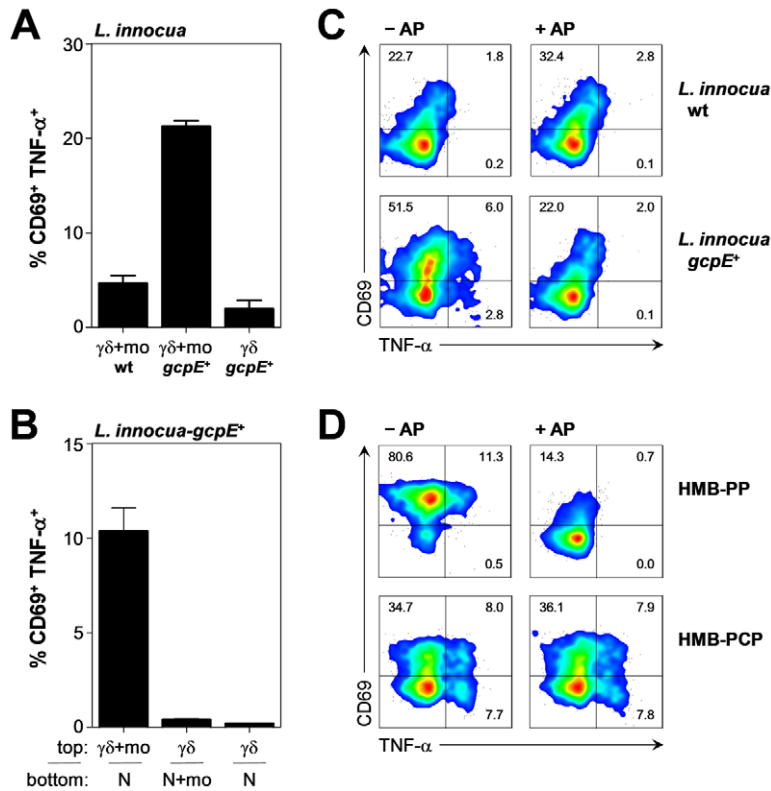 A
L. innocua
30
20
10
0
% CD69⁺ TNF-α⁺
γδ+mo γδ+mo γδ
wt gcpE⁺ gcpE⁺
B
L. innocua-gcpE⁺
15
10
5
0
% CD69⁺ TNF-α⁺
top: γδ+mo γδ γδ
bottom: N N+mo N
C
– AP + AP
22.7 1.8 32.4 2.8
0.2 0.1
L. innocua
wt
51.5 6.0 22.0 2.0
2.8 0.1
L. innocua
gcpE⁺
CD69
TNF-α
D
– AP + AP
80.6 11.3 14.3 0.7
0.5 0.0
HMB-PP
34.7 8.0 36.1 7.9
7.7 7.8
HMB-PCP
CD69
TNF-α